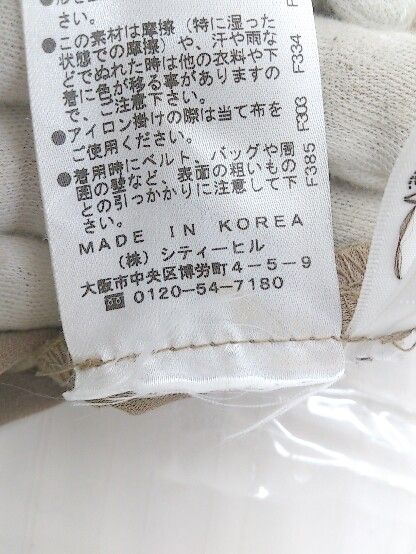 さい。
●この素材は摩擦（特に湿った
状態での摩擦）や、汗や雨な
どでぬれた時は他の衣料や下
着に色が移る事がありますの
で、ご注意下さい。
F334
●アイロン掛けの際は当て布を
ご使用ください。
F303
●着用時にベルト、バッグや周
囲の壁など、表面の粗いもの
との引っかかりに注意して下
さい。
F385
MADE IN KOREA
（株）シティーヒル
大阪市中央区博労町4-5-9
0120-54-7180